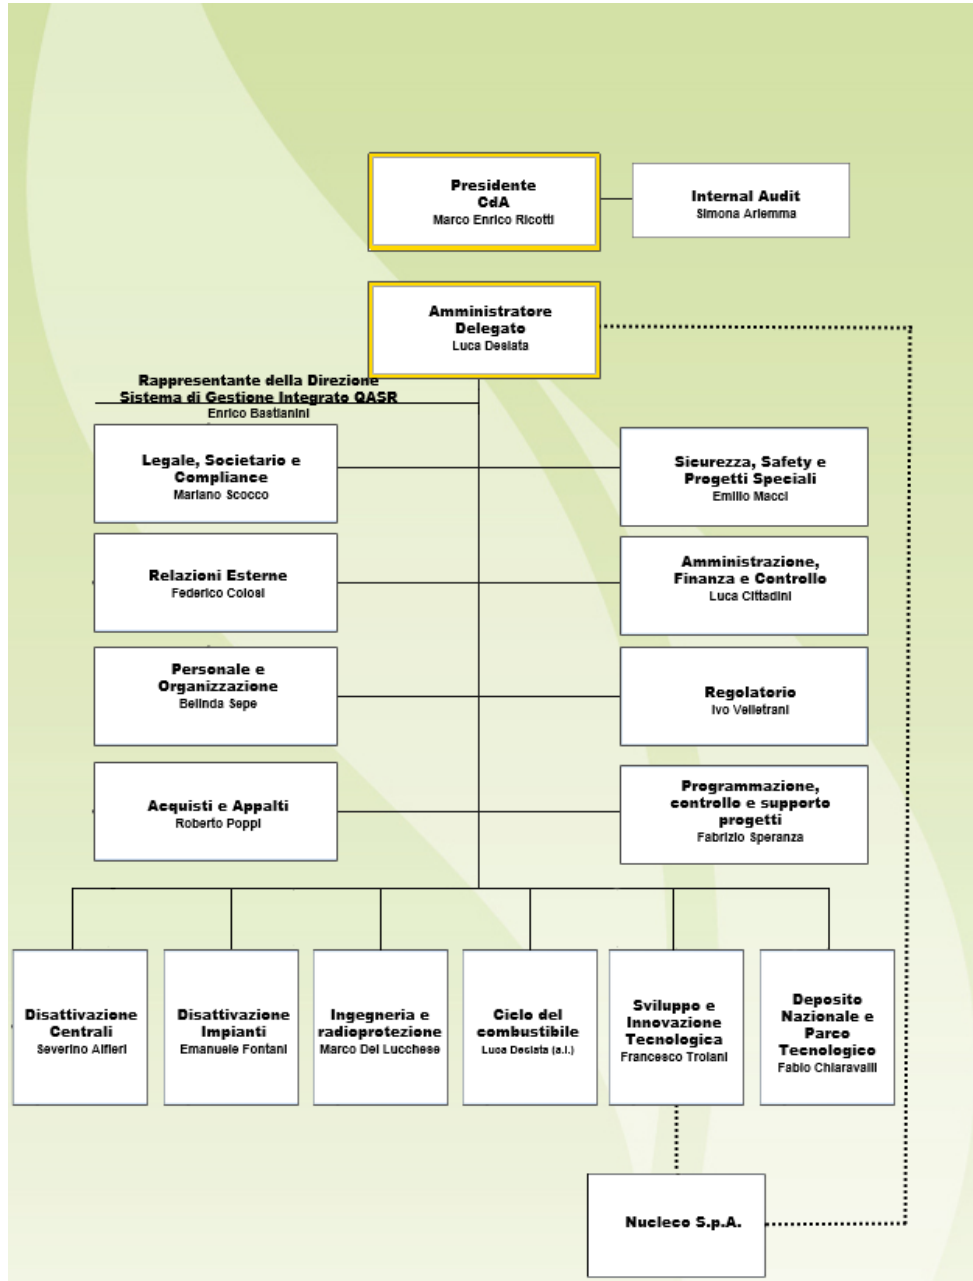 Presidente
CdA
Marco Enrico Ricotti
Internal Audit
Simona Arlemma
Amministratore
Delegato
Luca Desiata
Rappresentante della Direzione
Sistema di Gestione Integrato QASR
Enrico Bastianini
Legale, Societario e
Compliance
Mariano Scocco
Sicurezza, Safety e
Progetti Speciali
Emilio Macci
Relazioni Esterne
Federico Colosi
Amministrazione,
Finanza e Controllo
Luca Cittadini
Personale e
Organizzazione
Belinda Sepe
Regolatorio
Ivo Velletrani
Acquisti e Appalti
Roberto Poppi
Programmazione,
controllo e supporto
progetti
Fabrizio Speranza
Disattivazione
Centrali
Severino Alfieri
Disattivazione
Impianti
Emanuele Fontani
Ingegneria e
radioprotezione
Marco Del Lucchese
Ciclo del
combustibile
Luca Desiata (a.i.)
Sviluppo e
Innovazione
Tecnologica
Francesco Troiani
Deposito
Nazionale e
Parco
Tecnologico
Fabio Chiaravalli
Nucleco S.p.A.